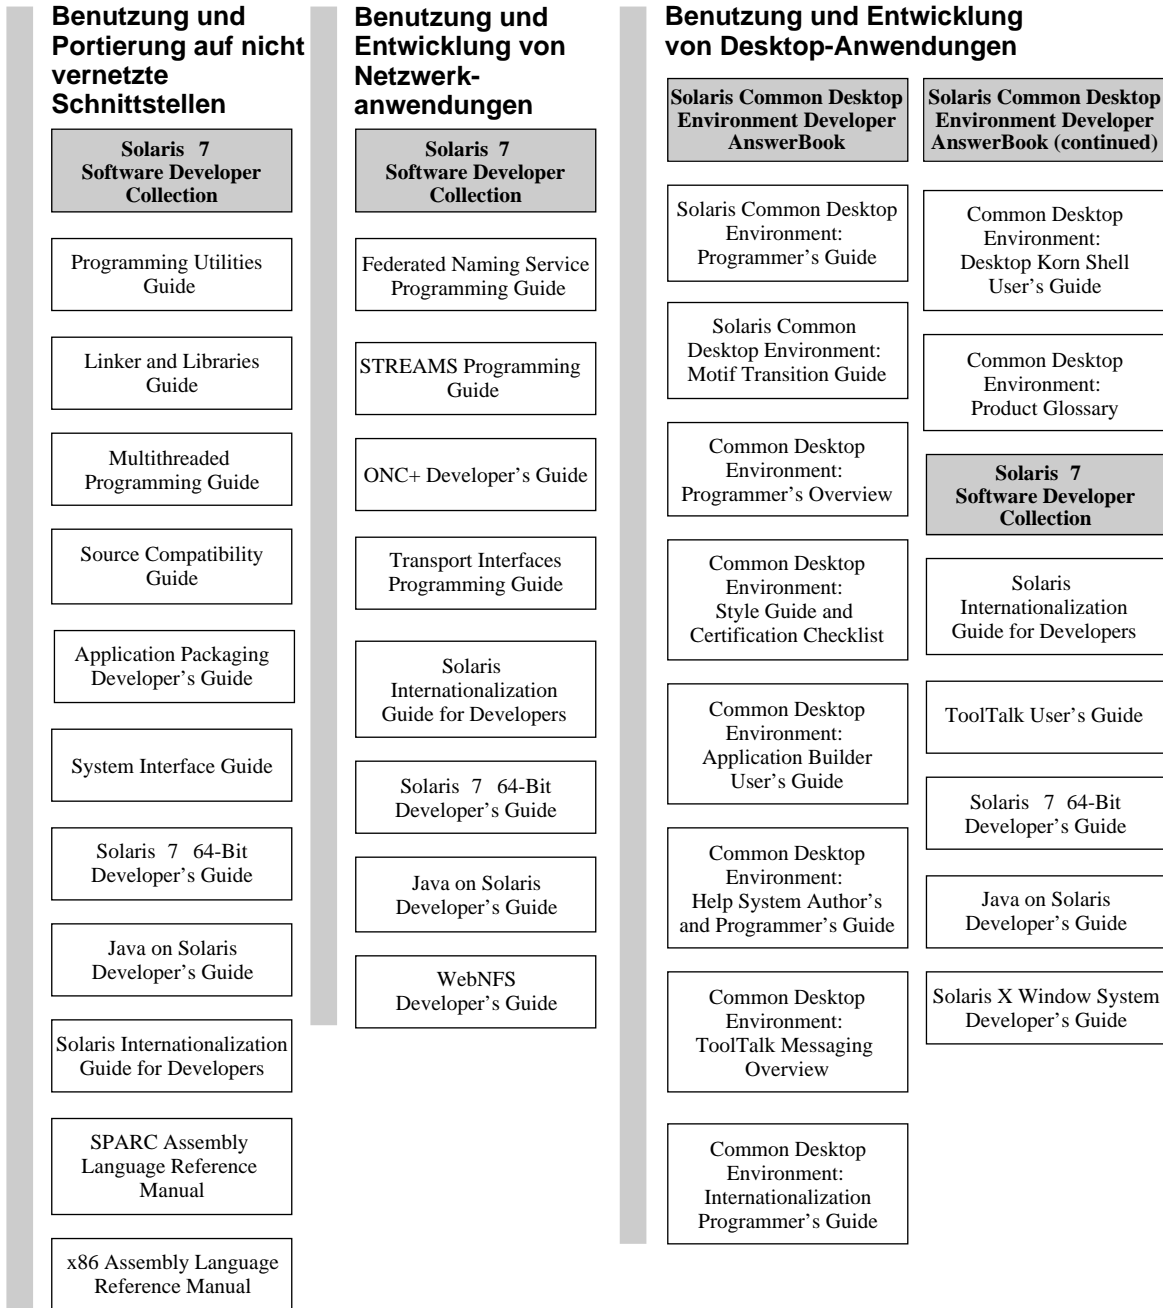 Benutzung und
Portierung auf nicht
vernetzte
Schnittstellen
Solaris 7
Software Developer
Collection
Programming Utilities
Guide
Linker and Libraries
Guide
Multithreaded
Programming Guide
Source Compatibility
Guide
Application Packaging
Developer's Guide
System Interface Guide
Solaris 7 64-Bit
Developer's Guide
Java on Solaris
Developer's Guide
Solaris Internationalization
Guide for Developers
SPARC Assembly
Language Reference
Manual
x86 Assembly Language
Reference Manual
Benutzung und
Entwicklung von
Netzwerk-
anwendungen
Solaris 7
Software Developer
Collection
Federated Naming Service
Programming Guide
STREAMS Programming
Guide
ONC+ Developer's Guide
Transport Interfaces
Programming Guide
Solaris
Internationalization
Guide for Developers
Solaris 7 64-Bit
Developer's Guide
Java on Solaris
Developer's Guide
WebNFS
Developer's Guide
Benutzung und Entwicklung
von Desktop-Anwendungen
Solaris Common Desktop
Environment Developer
AnswerBook
Solaris Common Desktop
Environment:
Programmer's Guide
Solaris Common
Desktop Environment:
Motif Transition Guide
Common Desktop
Environment:
Programmer's Overview
Common Desktop
Environment:
Style Guide and
Certification Checklist
Common Desktop
Environment:
Application Builder
User's Guide
Common Desktop
Environment:
Help System Author's
and Programmer's Guide
Common Desktop
Environment:
ToolTalk Messaging
Overview
Common Desktop
Environment:
Internationalization
Programmer's Guide
Solaris Common Desktop
Environment Developer
AnswerBook (continued)
Common Desktop
Environment:
Desktop Korn Shell
User's Guide
Common Desktop
Environment:
Product Glossary
Solaris 7
Software Developer
Collection
Solaris
Internationalization
Guide for Developers
ToolTalk User's Guide
Solaris 7 64-Bit
Developer's Guide
Java on Solaris
Developer's Guide
Solaris X Window System
Developer's Guide